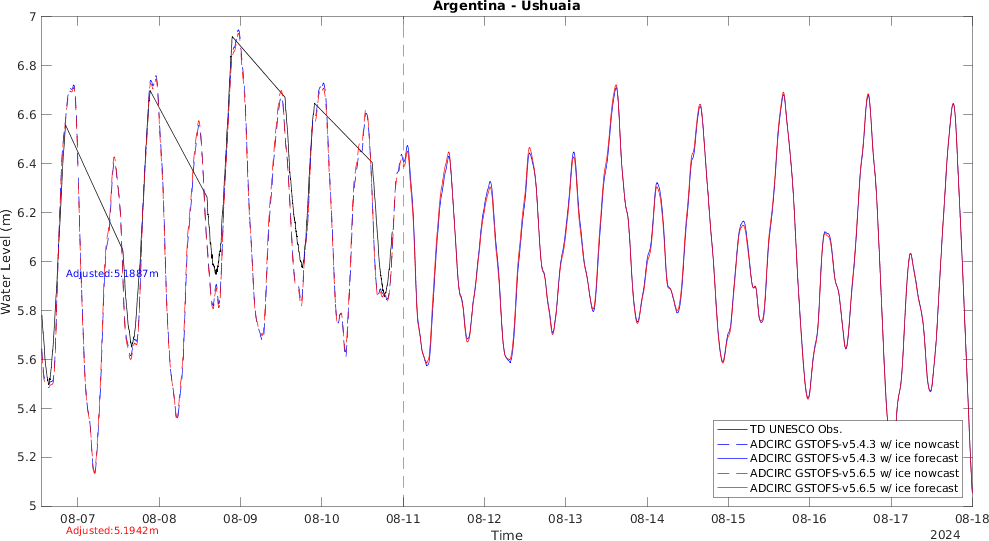 Argentina - Ushuaia
7
6.8
6.6
6.4
6.2
6
5.8
5.6
5.4
5.2
5
Water Level (m)
Adjusted:5.1887m
Adjusted:5.1942m
TD UNESCO Obs.
ADCIRC GSTOFS-v5.4.3 w/ ice nowcast
ADCIRC GSTOFS-v5.4.3 w/ ice forecast
ADCIRC GSTOFS-v5.6.5 w/ ice nowcast
ADCIRC GSTOFS-v5.6.5 w/ ice forecast
08-07 08-08 08-09 08-10 08-11 08-12 08-13 08-14 08-15 08-16 08-17 08-18
Time
2024